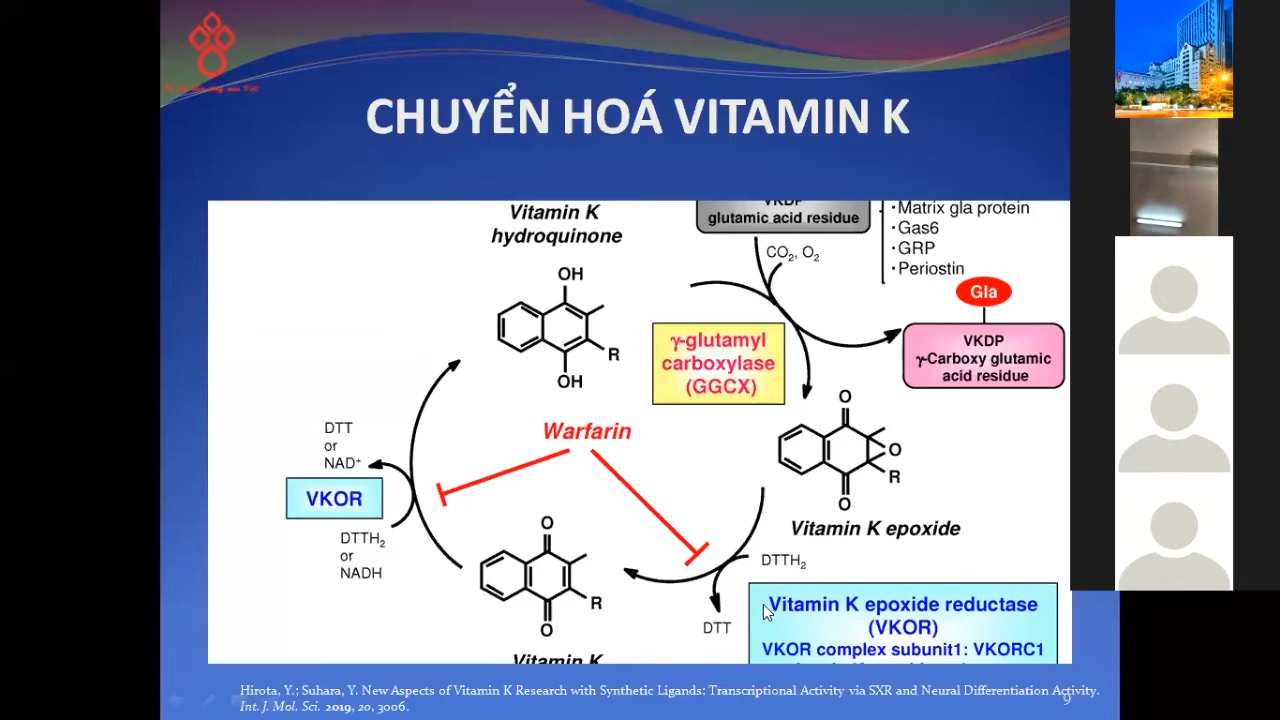 CHUYỂN HOÁ VITAMIN K
Vitamin K
hydroquinone
VKDP
glutamic acid residue
·Matrix gla protein
·Gas6
·GRP
·Periostin
CO₂, O₂
Gla
OH
R
OH
γ-glutamyl
carboxylase
(GGCX)
VKDP
γ-Carboxy glutamic
acid residue
DTT
or
NAD⁺
Warfarin
O
O
R
O
VKOR
Vitamin K epoxide
DTTH₂
or
NADH
O
R
O
DTTH₂
DTT
Vitamin K epoxide reductase
(VKOR)
VKOR complex subunit1: VKORC1
Vitamin K
Hirota, Y.; Suhara, Y. New Aspects of Vitamin K Research with Synthetic Ligands: Transcriptional Activity via SXR and Neural Differentiation Activity.
Int. J. Mol. Sci. 2019, 20, 3006.
9